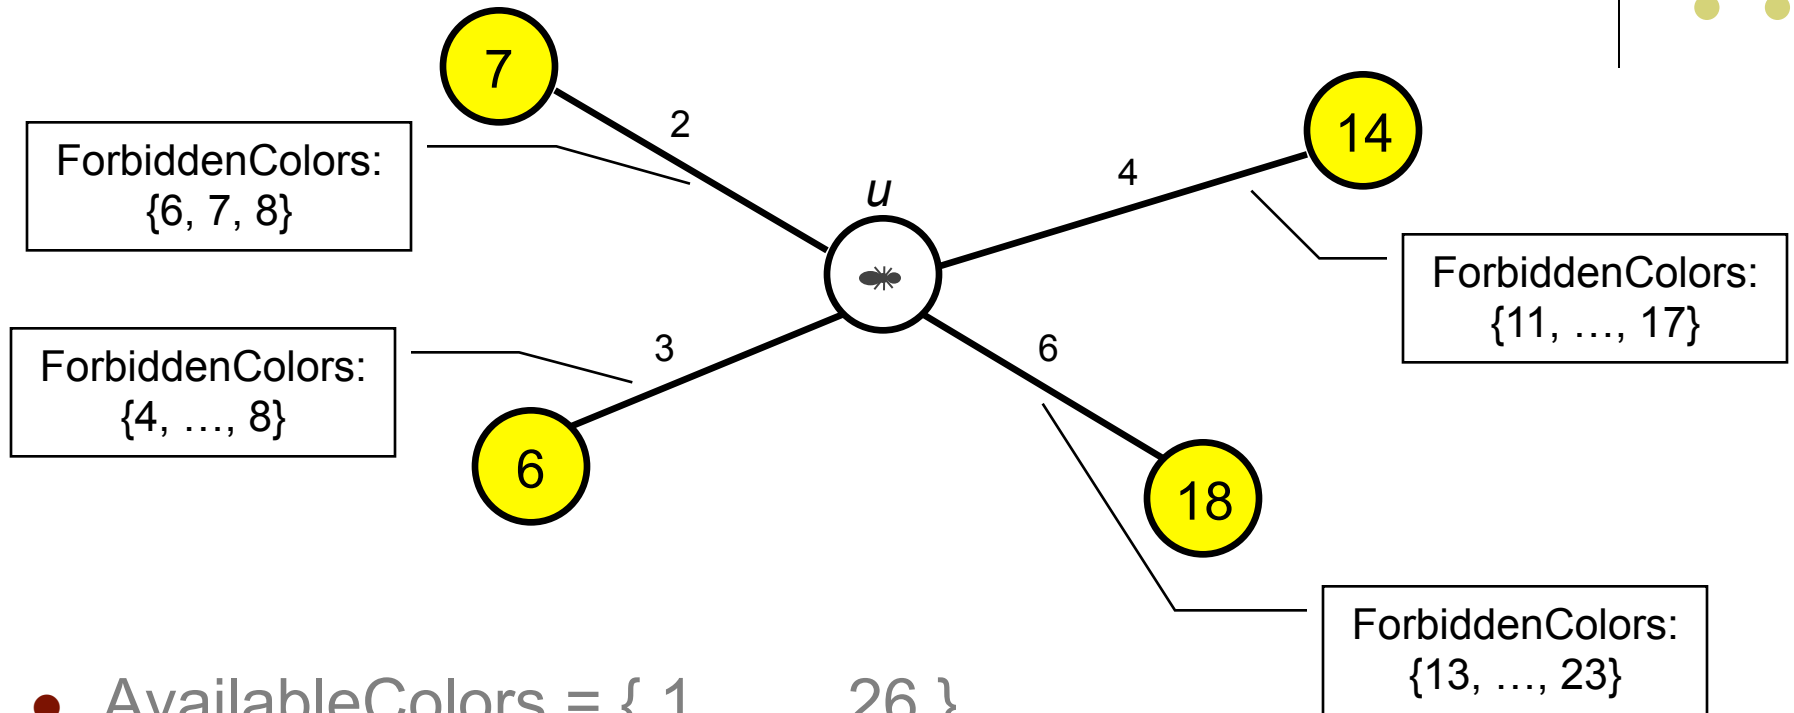 7
2
14
ForbiddenColors:
{6, 7, 8}
4
u
ForbiddenColors:
{11, …, 17}
ForbiddenColors:
{4, …, 8}
3
6
6
18
ForbiddenColors:
{13, …, 23}
AvailableColors = { 1 26 }